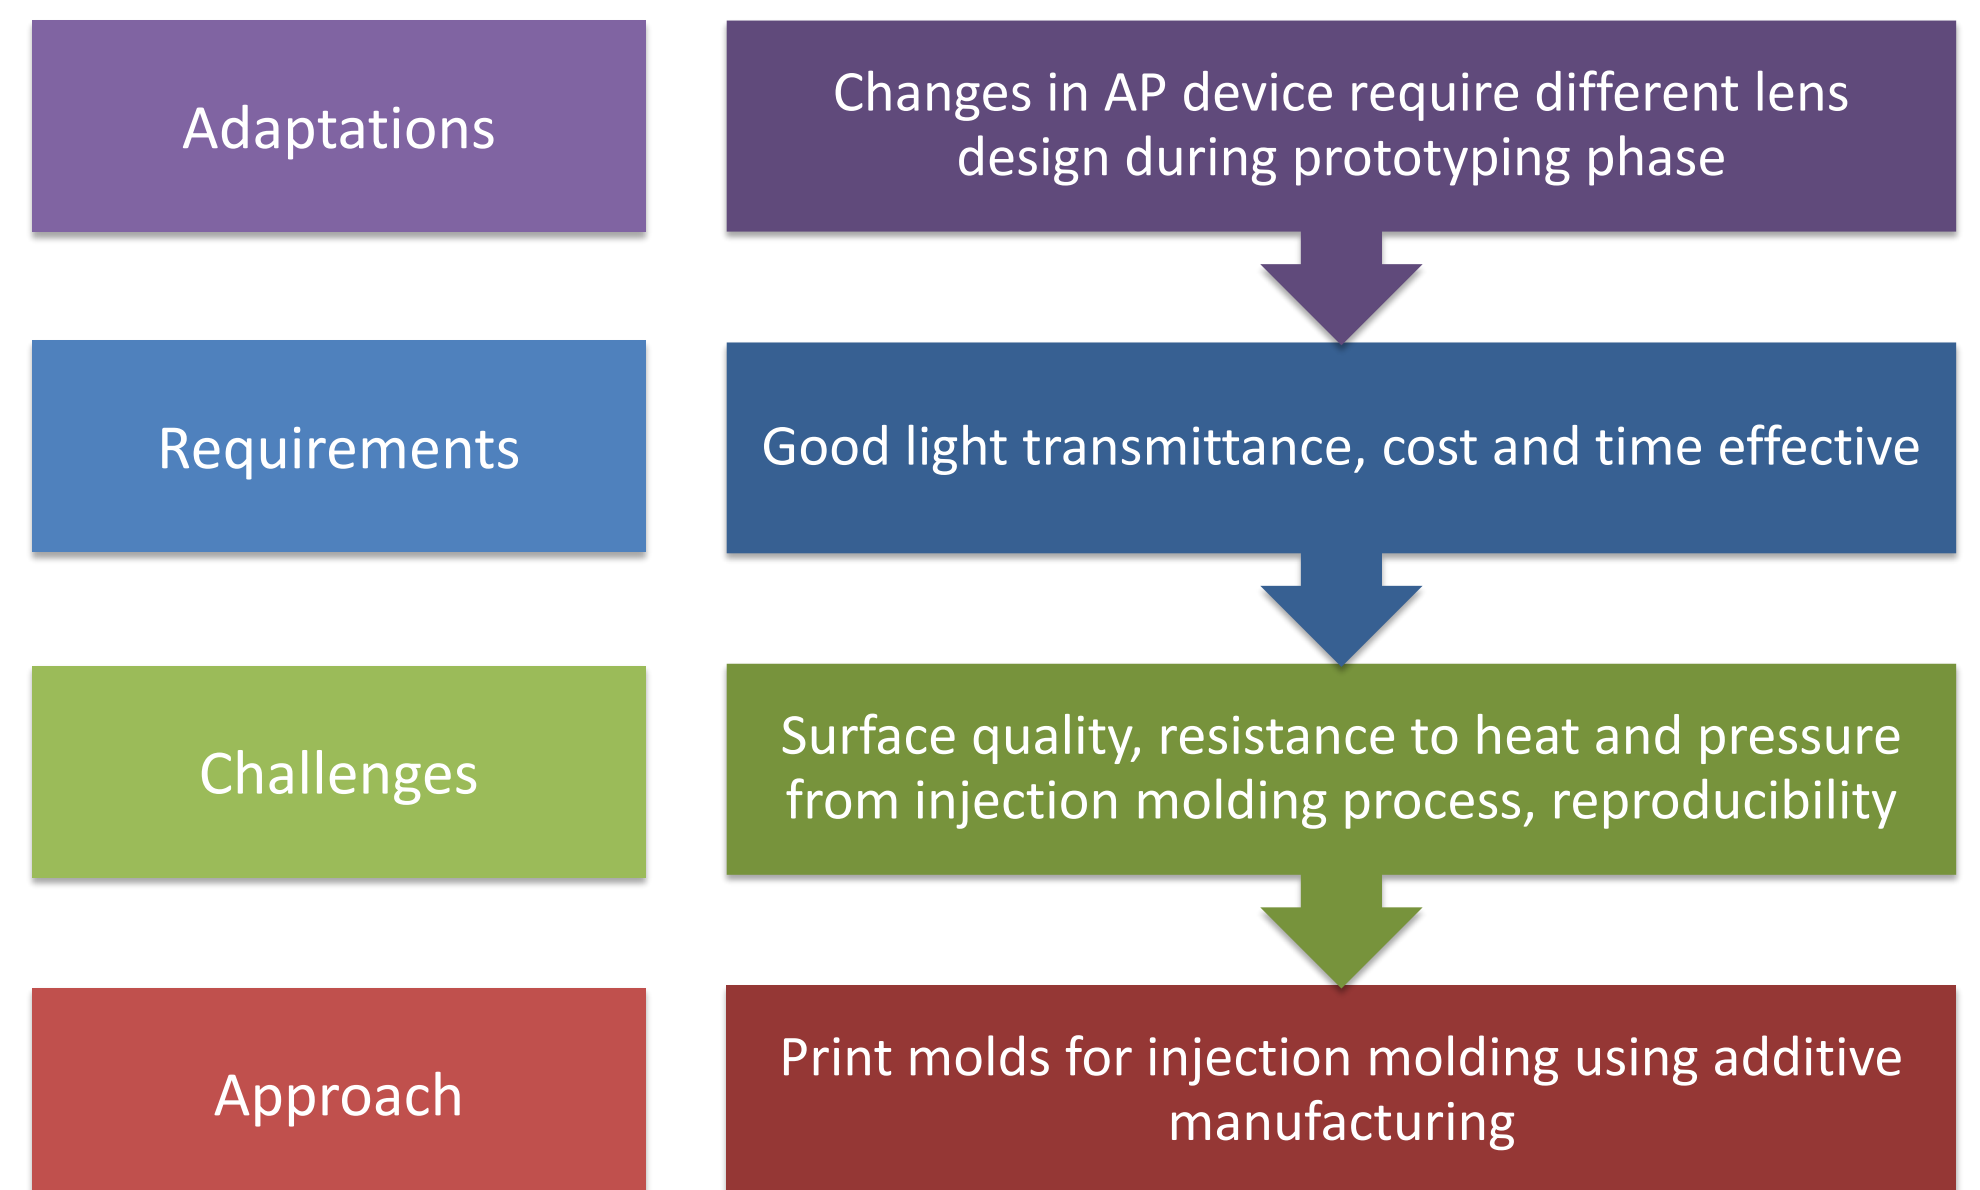 Adaptations
Changes in AP device require different lens
design during prototyping phase
Requirements
Good light transmittance, cost and time effective
Challenges
Surface quality, resistance to heat and pressure
from injection molding process, reproducibility
Approach
Print molds for injection molding using additive
manufacturing